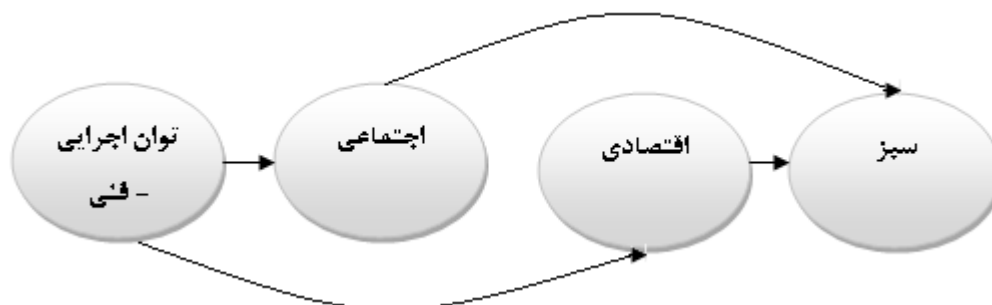 توان اجرایی
- فنی
اجتماعی
اقتصادی
سبز